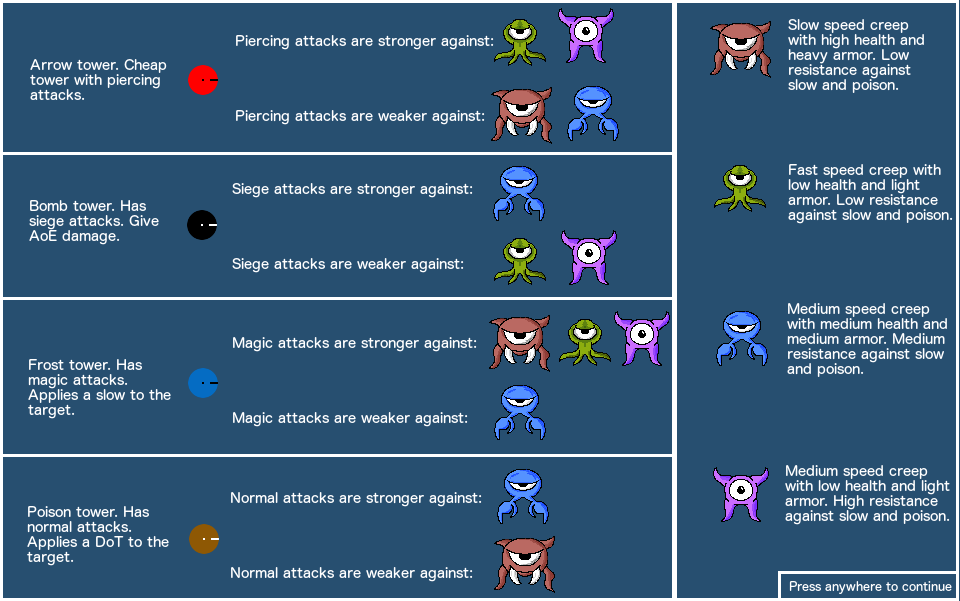 Arrow tower. Cheap
tower with piercing
attacks.
Piercing attacks are stronger against:
Piercing attacks are weaker against:
Bomb tower. Has
siege attacks. Give
AoE damage.
Siege attacks are stronger against:
Siege attacks are weaker against:
Frost tower. Has
magic attacks.
Applies a slow to the
target.
Magic attacks are stronger against:
Magic attacks are weaker against:
Poison tower. Has
normal attacks.
Applies a DoT to the
target.
Normal attacks are stronger against:
Normal attacks are weaker against:
Slow speed creep
with high health and
heavy armor. Low
resistance against
slow and poison.
Fast speed creep with
low health and light
armor. Low resistance
against slow and poison.
Medium speed creep
with medium health and
medium armor. Medium
resistance against slow
and poison.
Medium speed creep
with low health and light
armor. High resistance
against slow and poison.
Press anywhere to continue